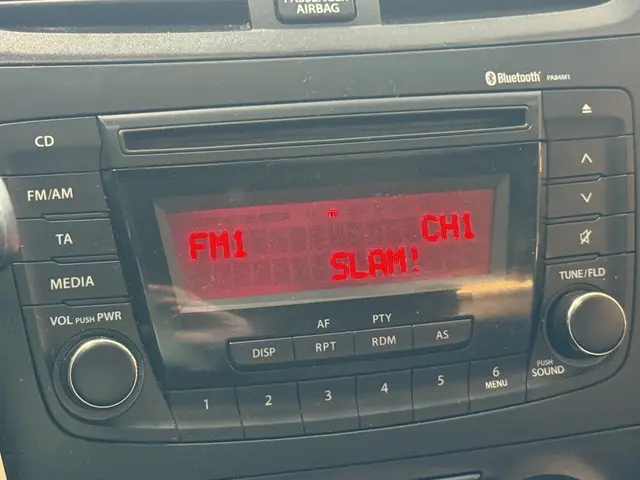 PASSENGER
AIRBAG
Bluetooth PA84M1
CD
FM/AM
TA
MEDIA
VOL PUSH PWR
FM1 CH1
SLAM!
AF PTY
DISP RPT RDM AS
1 2 3 4 5 6
MENU
TUNE/FLD
PUSH
SOUND